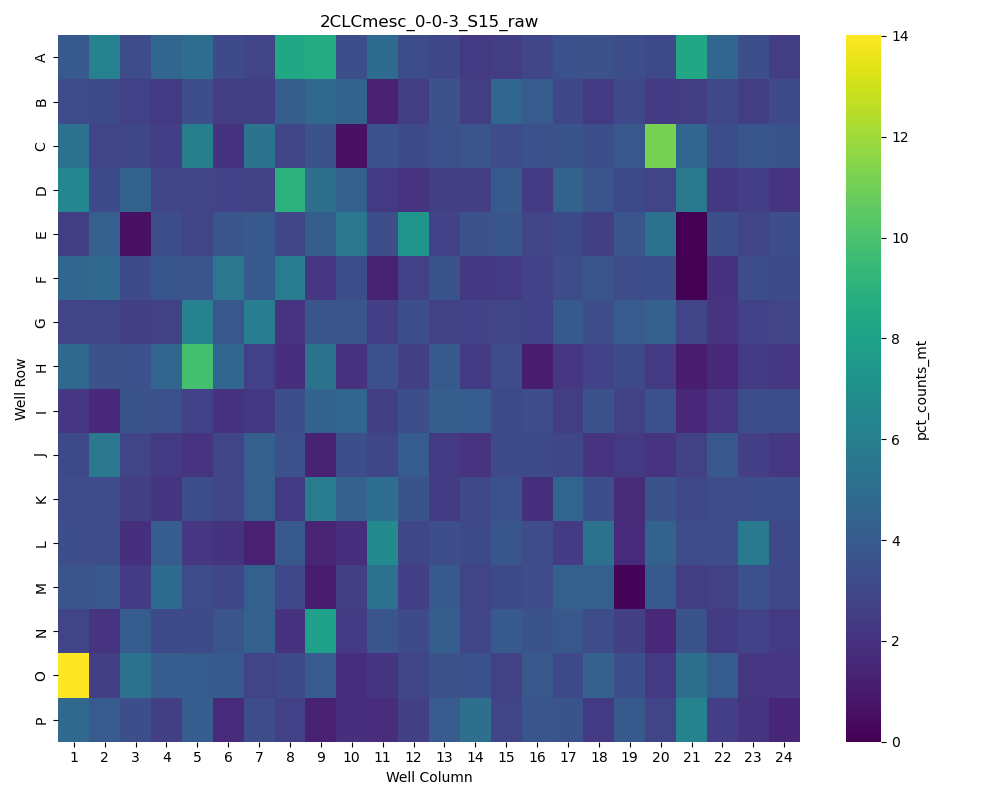 2CLCmesc_0-0-3_S15_raw
A
B
C
D
E
F
G
H
I
J
K
L
M
N
O
P
Well Row
1 2 3 4 5 6 7 8 9 10 11 12 13 14 15 16 17 18 19 20 21 22 23 24
Well Column
14
12
10
8
6
4
2
0
pct_counts_mt